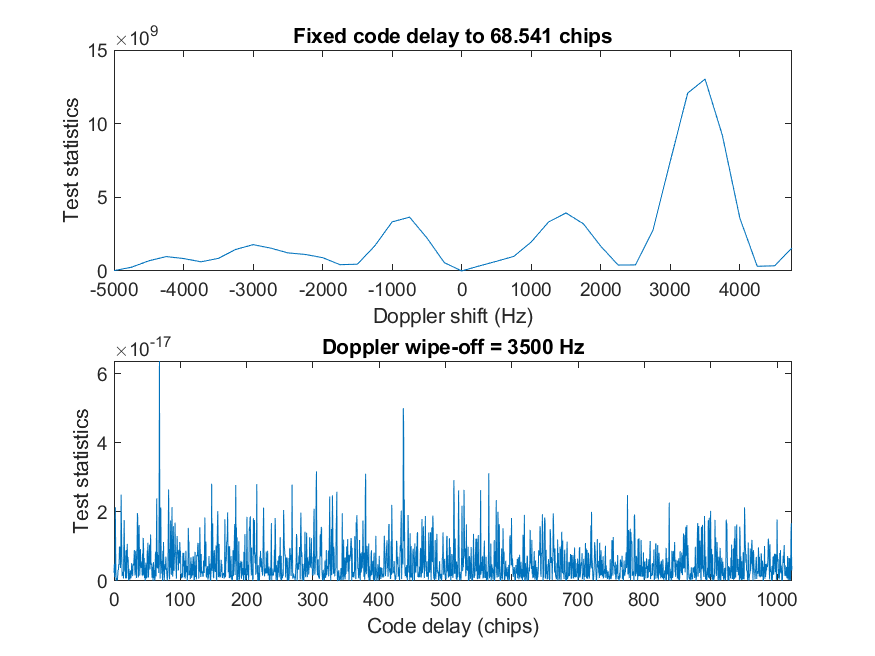 ×10^9
Fixed code delay to 68.541 chips
15
10
5
0
Test statistics
-5000 -4000 -3000 -2000 -1000 0 1000 2000 3000 4000
Doppler shift (Hz)
×10^-17
Doppler wipe-off = 3500 Hz
6
4
2
0
Test statistics
0 100 200 300 400 500 600 700 800 900 1000
Code delay (chips)